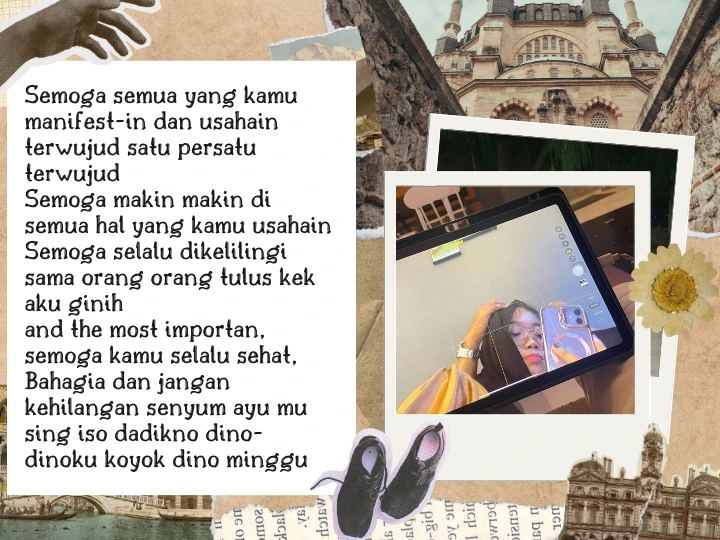 Semoga semua yang kamu
manifest-in dan usahain
terwujud satu persatu
terwujud
Semoga makin makin di
semua hal yang kamu usahain
Semoga selalu dikelilingi
sama orang orang tulus kek
aku ginih
and the most importan,
semoga kamu selalu sehat,
Bahagia dan jangan
kehilangan senyum ayu mu
sing iso dadikno dino-
dinoku koyok dino minggu